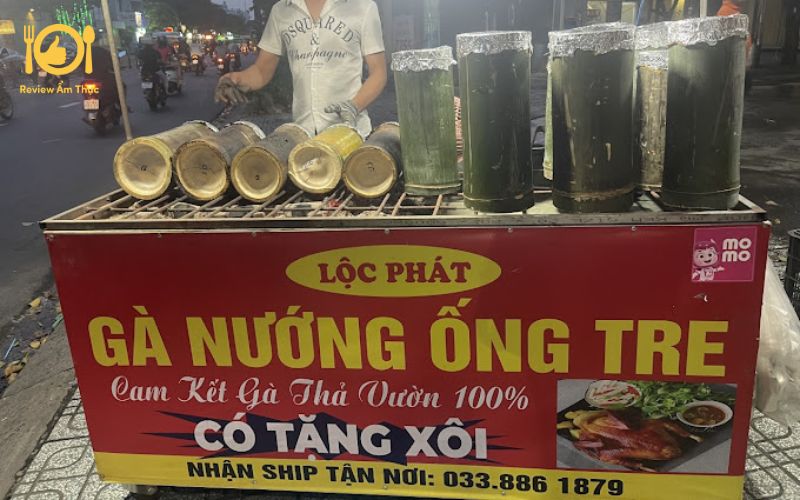 Review Ẩm Thực
DSQUARED²
Champagne
LỘC PHÁT
mo
mo
GÀ NƯỚNG ỐNG TRE
Cam Kết Gà Thả Vườn 100%
CÓ TẶNG XÔI
NHẬN SHIP TẬN NƠI: 033.886 1879